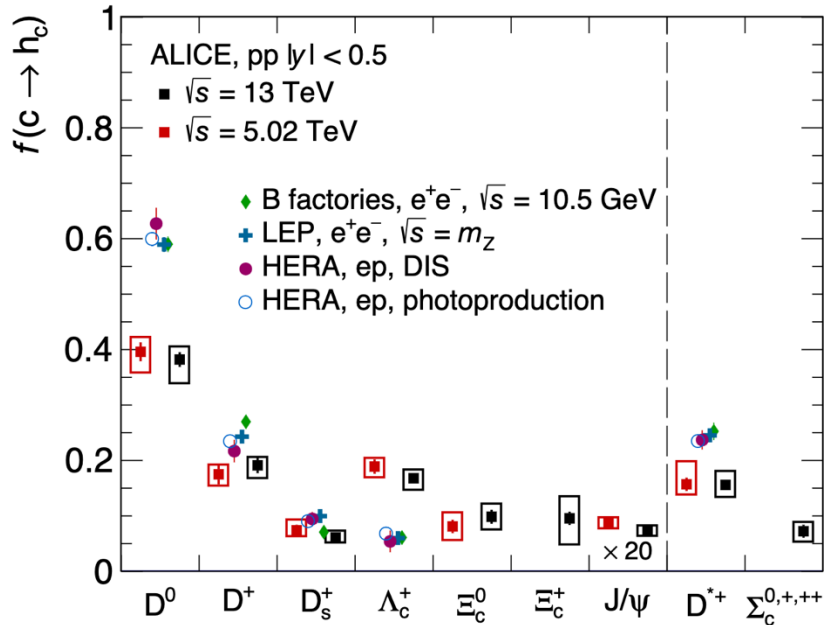 f(c → h_c)
1
0.8
0.6
0.4
0.2
0
ALICE, pp |y| < 0.5
√s = 13 TeV
√s = 5.02 TeV
B factories, e⁺e⁻, √s = 10.5 GeV
LEP, e⁺e⁻, √s = m_Z
HERA, ep, DIS
HERA, ep, photoproduction
× 20
D⁰ D⁺ D_s⁺ Λ_c⁺ Ξ_c⁰ Ξ_c⁺ J/ψ D*⁺ Σ_c⁰,⁺,⁺⁺